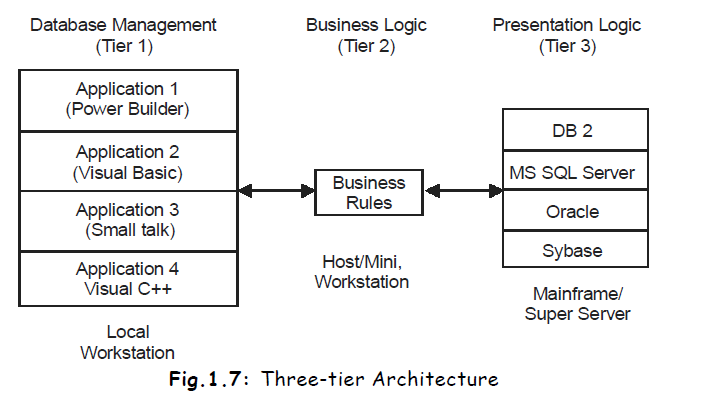 Database Management
(Tier 1)
Business Logic
(Tier 2)
Presentation Logic
(Tier 3)
Application 1
(Power Builder)
Application 2
(Visual Basic)
Application 3
(Small talk)
Application 4
Visual C++
Local
Workstation
Business
Rules
Host/Mini,
Workstation
DB 2
MS SQL Server
Oracle
Sybase
Mainframe/
Super Server
Fig.1.7: Three-tier Architecture